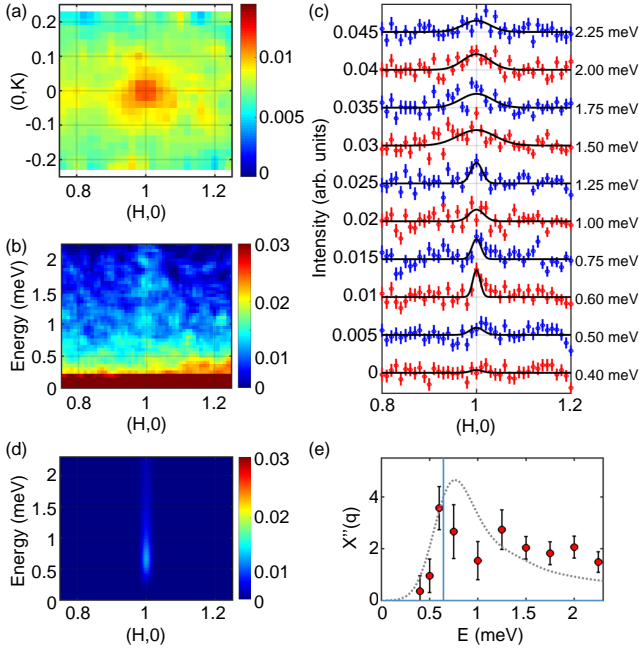 (a)
0.2
0.1
0
-0.1
-0.2
(0,K)
0.8
1
1.2
(H,0)
0.01
0.005
0
(b)
2
1.5
1
0.5
0
Energy (meV)
0.8
1
1.2
(H,0)
0.03
0.02
0.01
0
(c)
0.045
0.04
0.035
0.03
0.025
0.02
0.015
0.01
0.005
0
Intensity (arb. units)
2.25 meV
2.00 meV
1.75 meV
1.50 meV
1.25 meV
1.00 meV
0.75 meV
0.60 meV
0.50 meV
0.40 meV
0.8
1
1.2
(H,0)
(d)
2
1.5
1
0.5
0
Energy (meV)
0.8
1
1.2
(H,0)
0.03
0.02
0.01
0
(e)
4
2
0
X''(q)
0
0.5
1
1.5
2
E (meV)